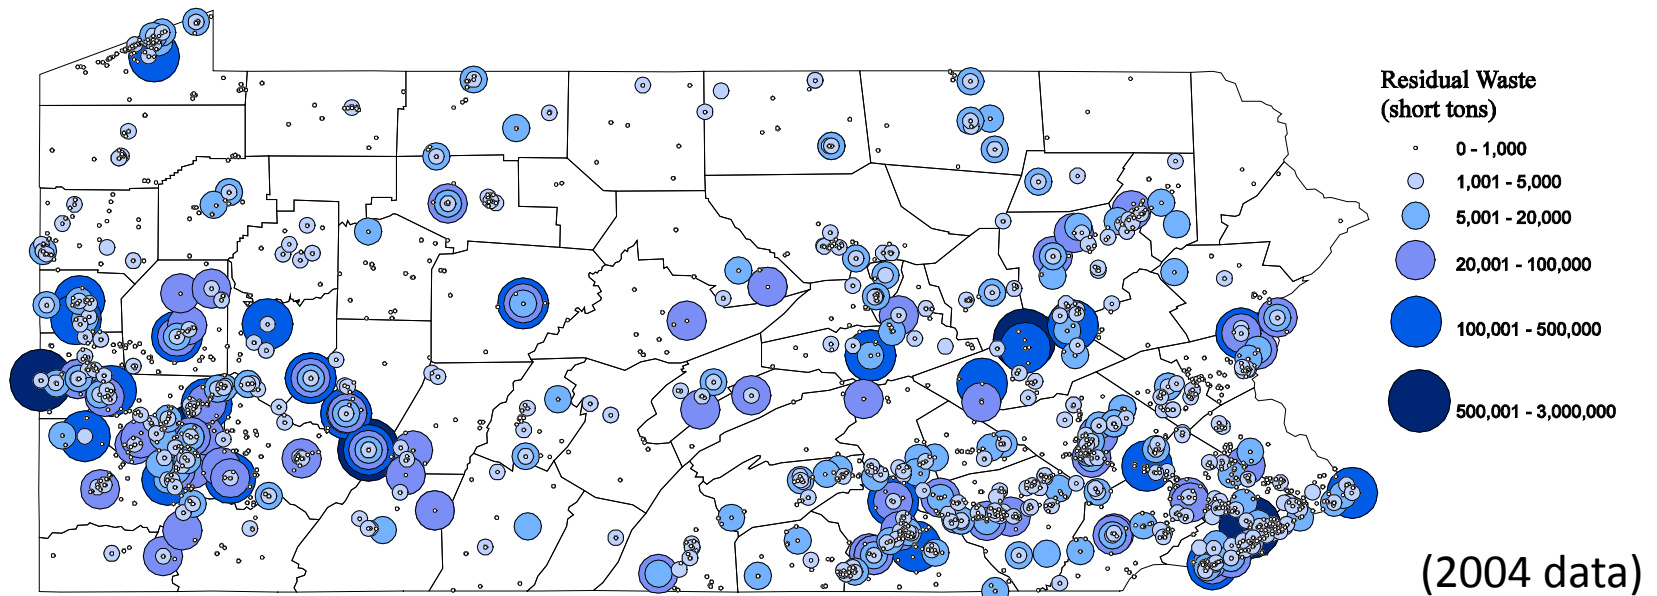 Residual Waste
(short tons)
0 - 1,000
1,001 - 5,000
5,001 - 20,000
20,001 - 100,000
100,001 - 500,000
500,001 - 3,000,000
(2004 data)